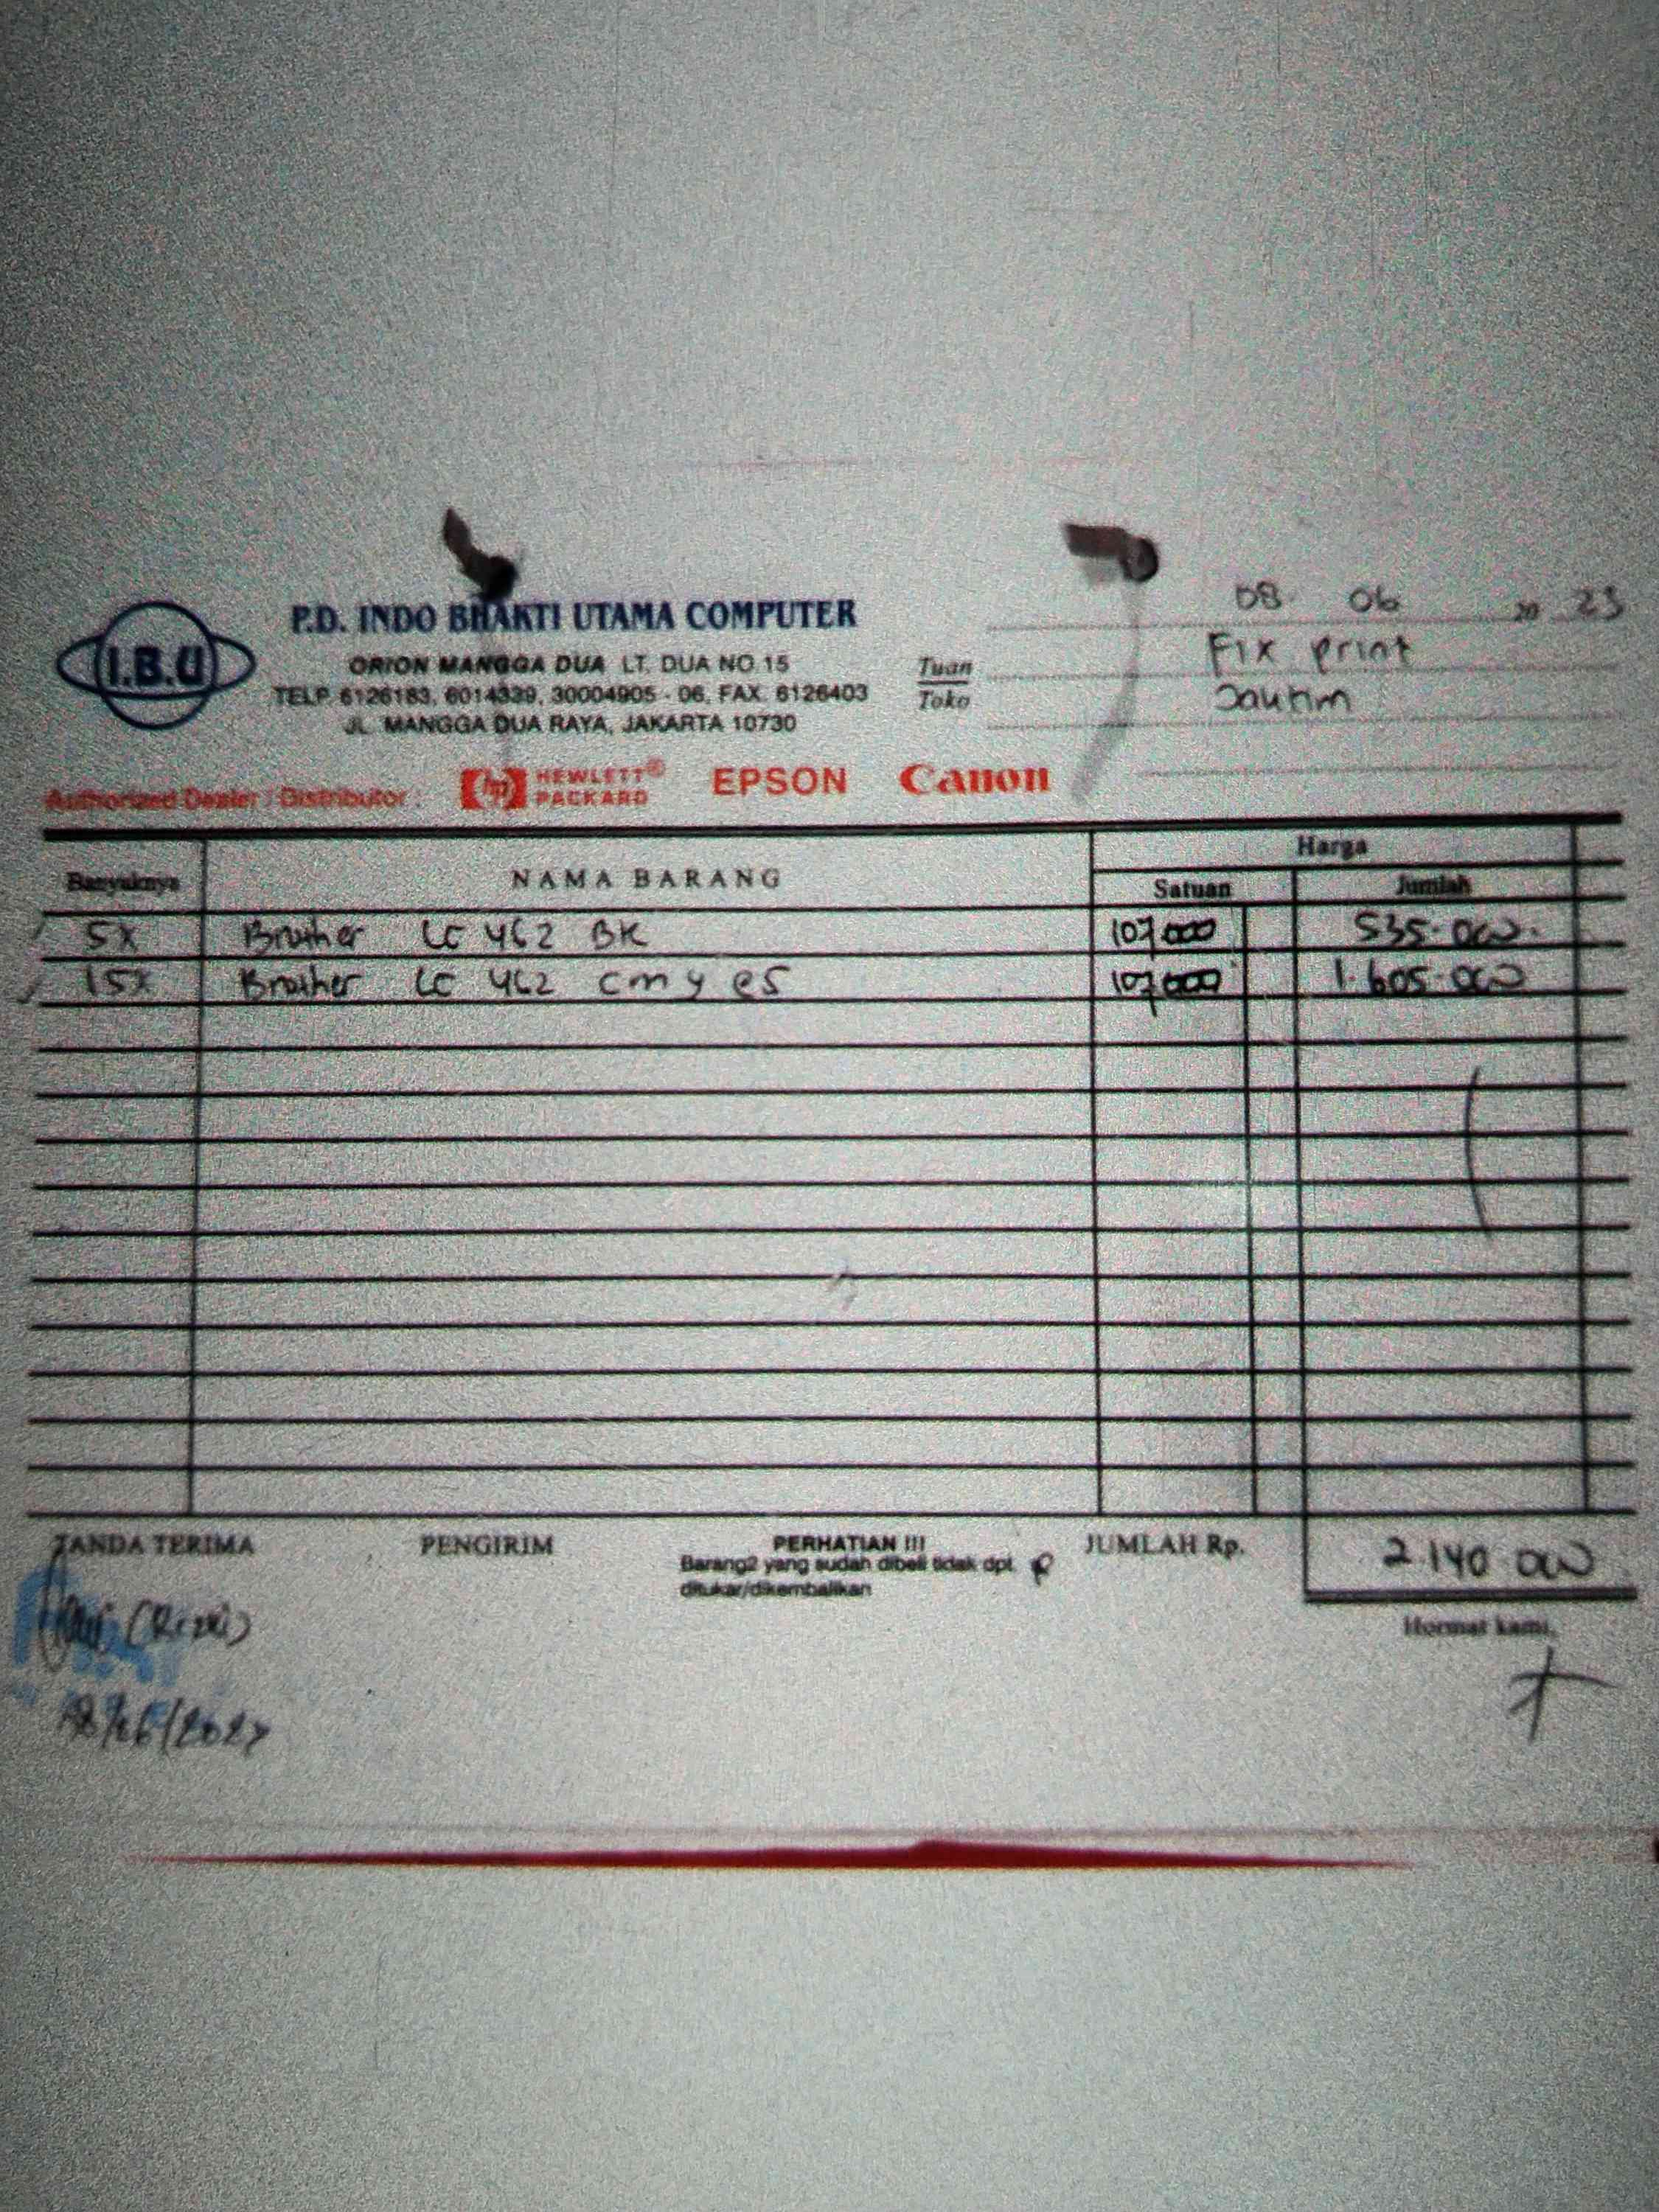 I.B.U
P.D. INDO BHAKTI UTAMA COMPUTER
ORION MANGGA DUA LT. DUA NO.15
TELP. 6126183, 6014339, 30004905 - 06, FAX. 6126403
JL. MANGGA DUA RAYA, JAKARTA 10730
08 06 20 23
Tuan Fix print
Toko Jautim
Authorized Dealer / Distributor : hp HEWLETT® PACKARD EPSON Canon
Harga
Banyaknya NAMA BARANG Satuan Jumlah
5x Brother LC 462 BK 107.000 535.000
15x Brother LC 462 cmy @5 107.000 1.605.000
TANDA TERIMA PENGIRIM PERHATIAN !!! JUMLAH Rp. 2.140.000
Barang2 yang sudah dibeli tidak dpt.
ditukar/dikembalikan
Hormat kami,